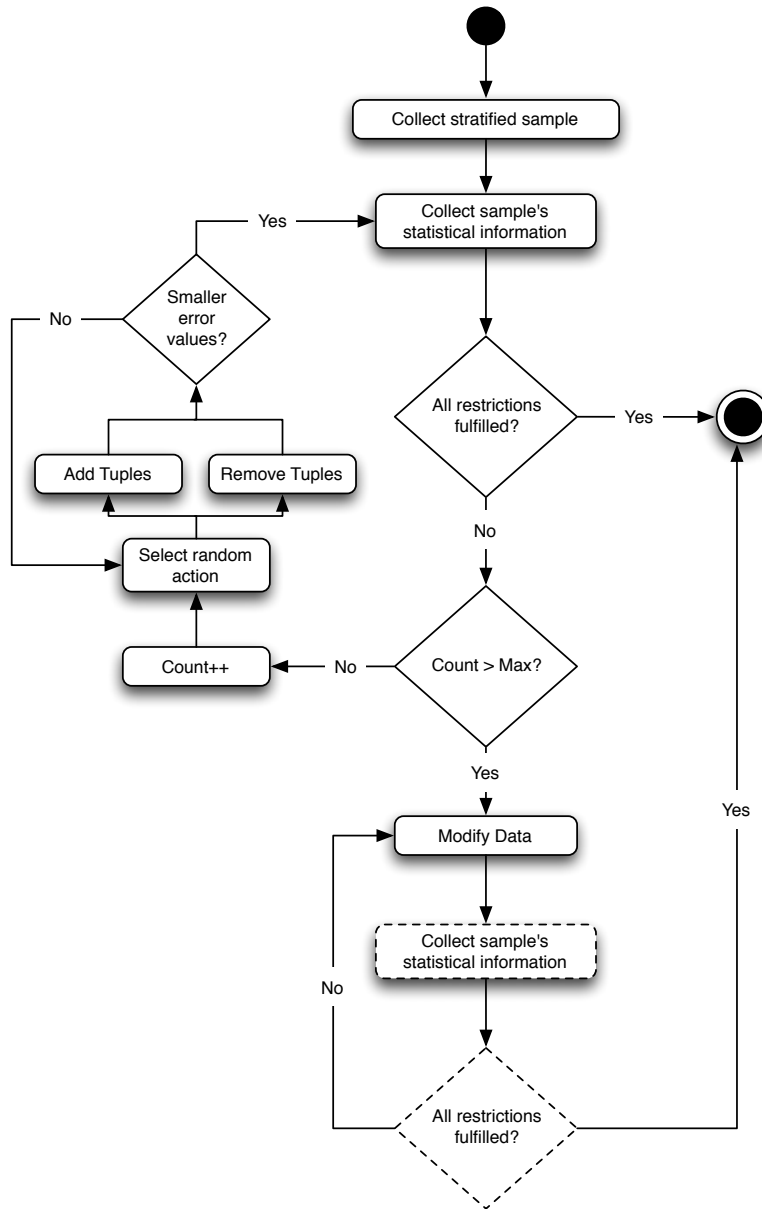 Collect stratified sample
Collect sample's
statistical information
Yes
Smaller
error
values?
No
All restrictions
fulfilled?
Yes
Add Tuples
Remove Tuples
No
Select random
action
Count++
No
Count > Max?
Yes
Yes
Modify Data
Collect sample's
statistical information
No
All restrictions
fulfilled?